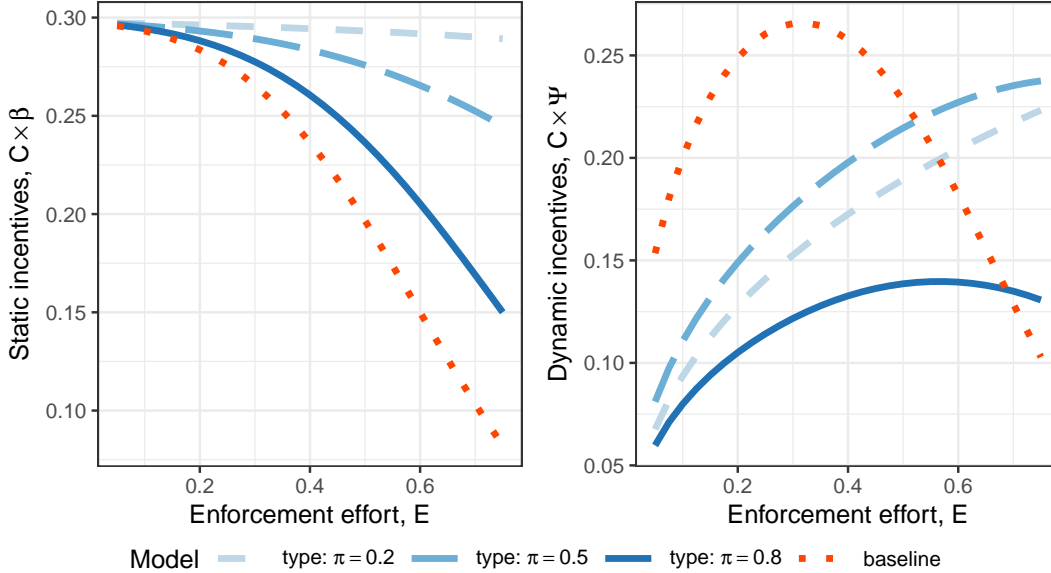 0.30
0.25
0.20
0.15
0.10
Static incentives, C × β
0.2 0.4 0.6
Enforcement effort, E
0.25
0.20
0.15
0.10
0.05
Dynamic incentives, C × Ψ
0.2 0.4 0.6
Enforcement effort, E
Model type: π = 0.2 type: π = 0.5 type: π = 0.8 baseline